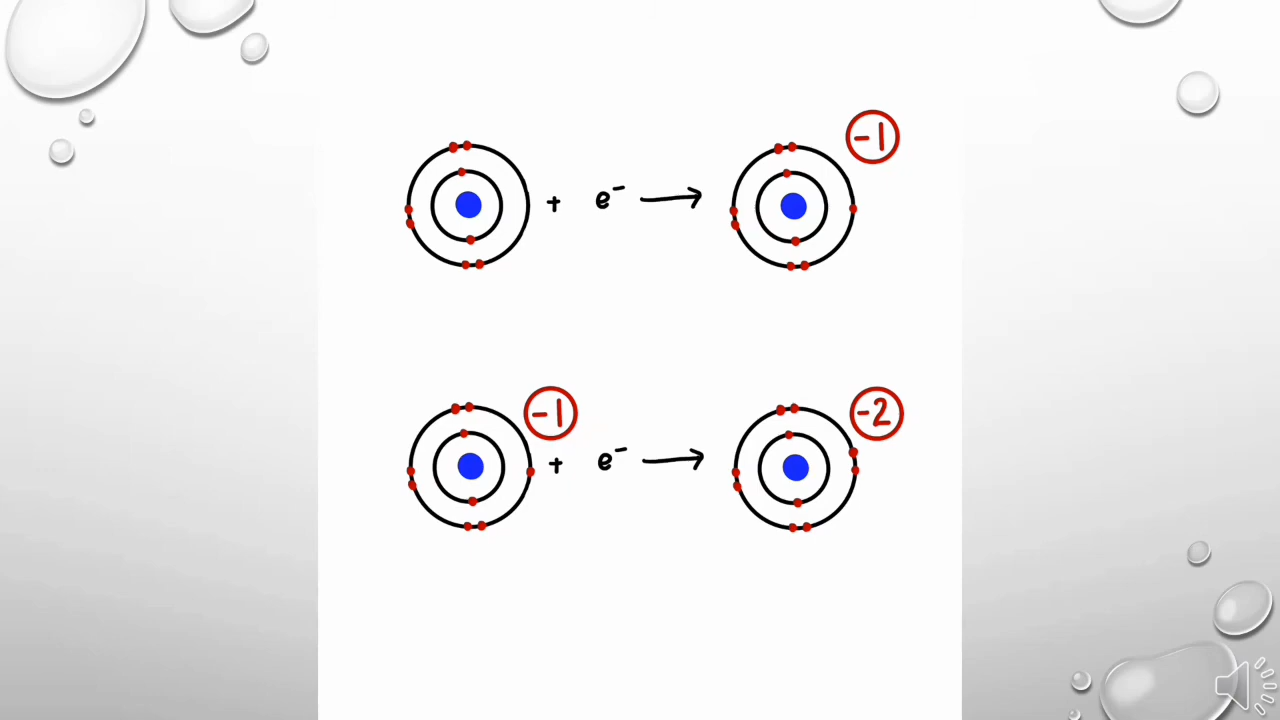 -1
+ e⁻ →
-1 -2
+ e⁻ →